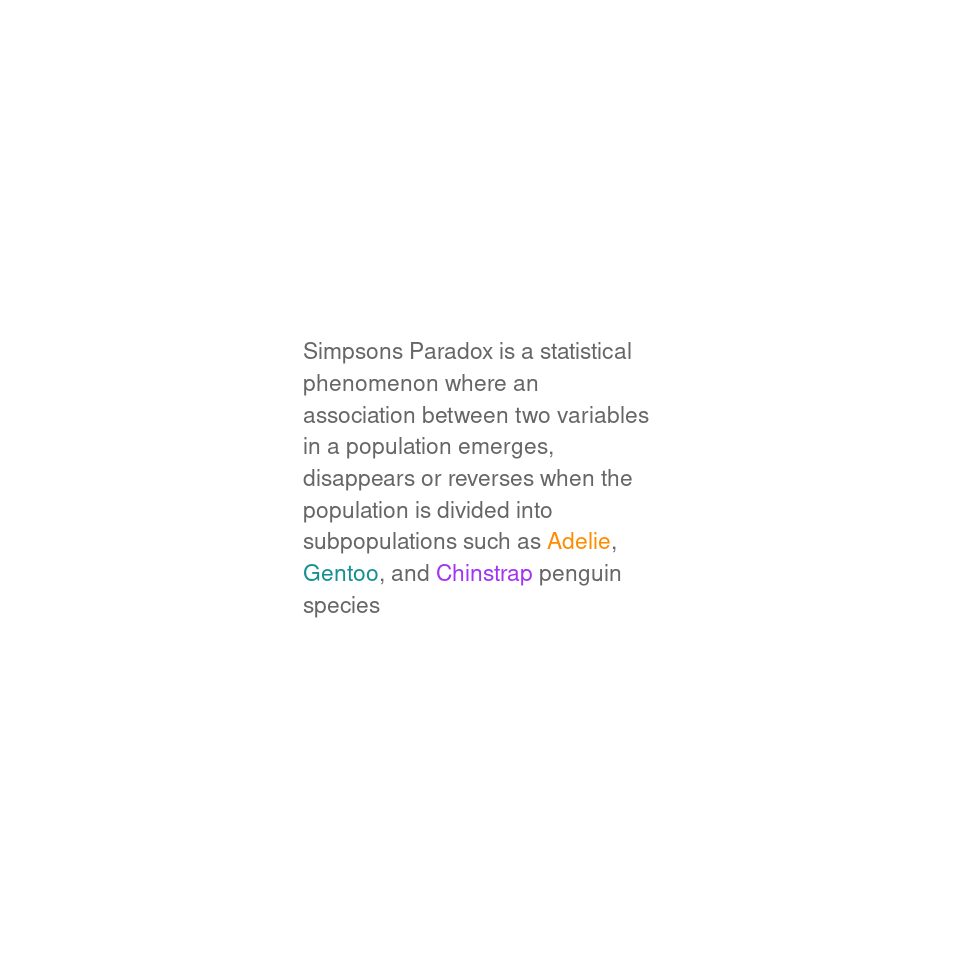 Simpsons Paradox is a statistical
phenomenon where an
association between two variables
in a population emerges,
disappears or reverses when the
population is divided into
subpopulations such as Adelie,
Gentoo, and Chinstrap penguin
species